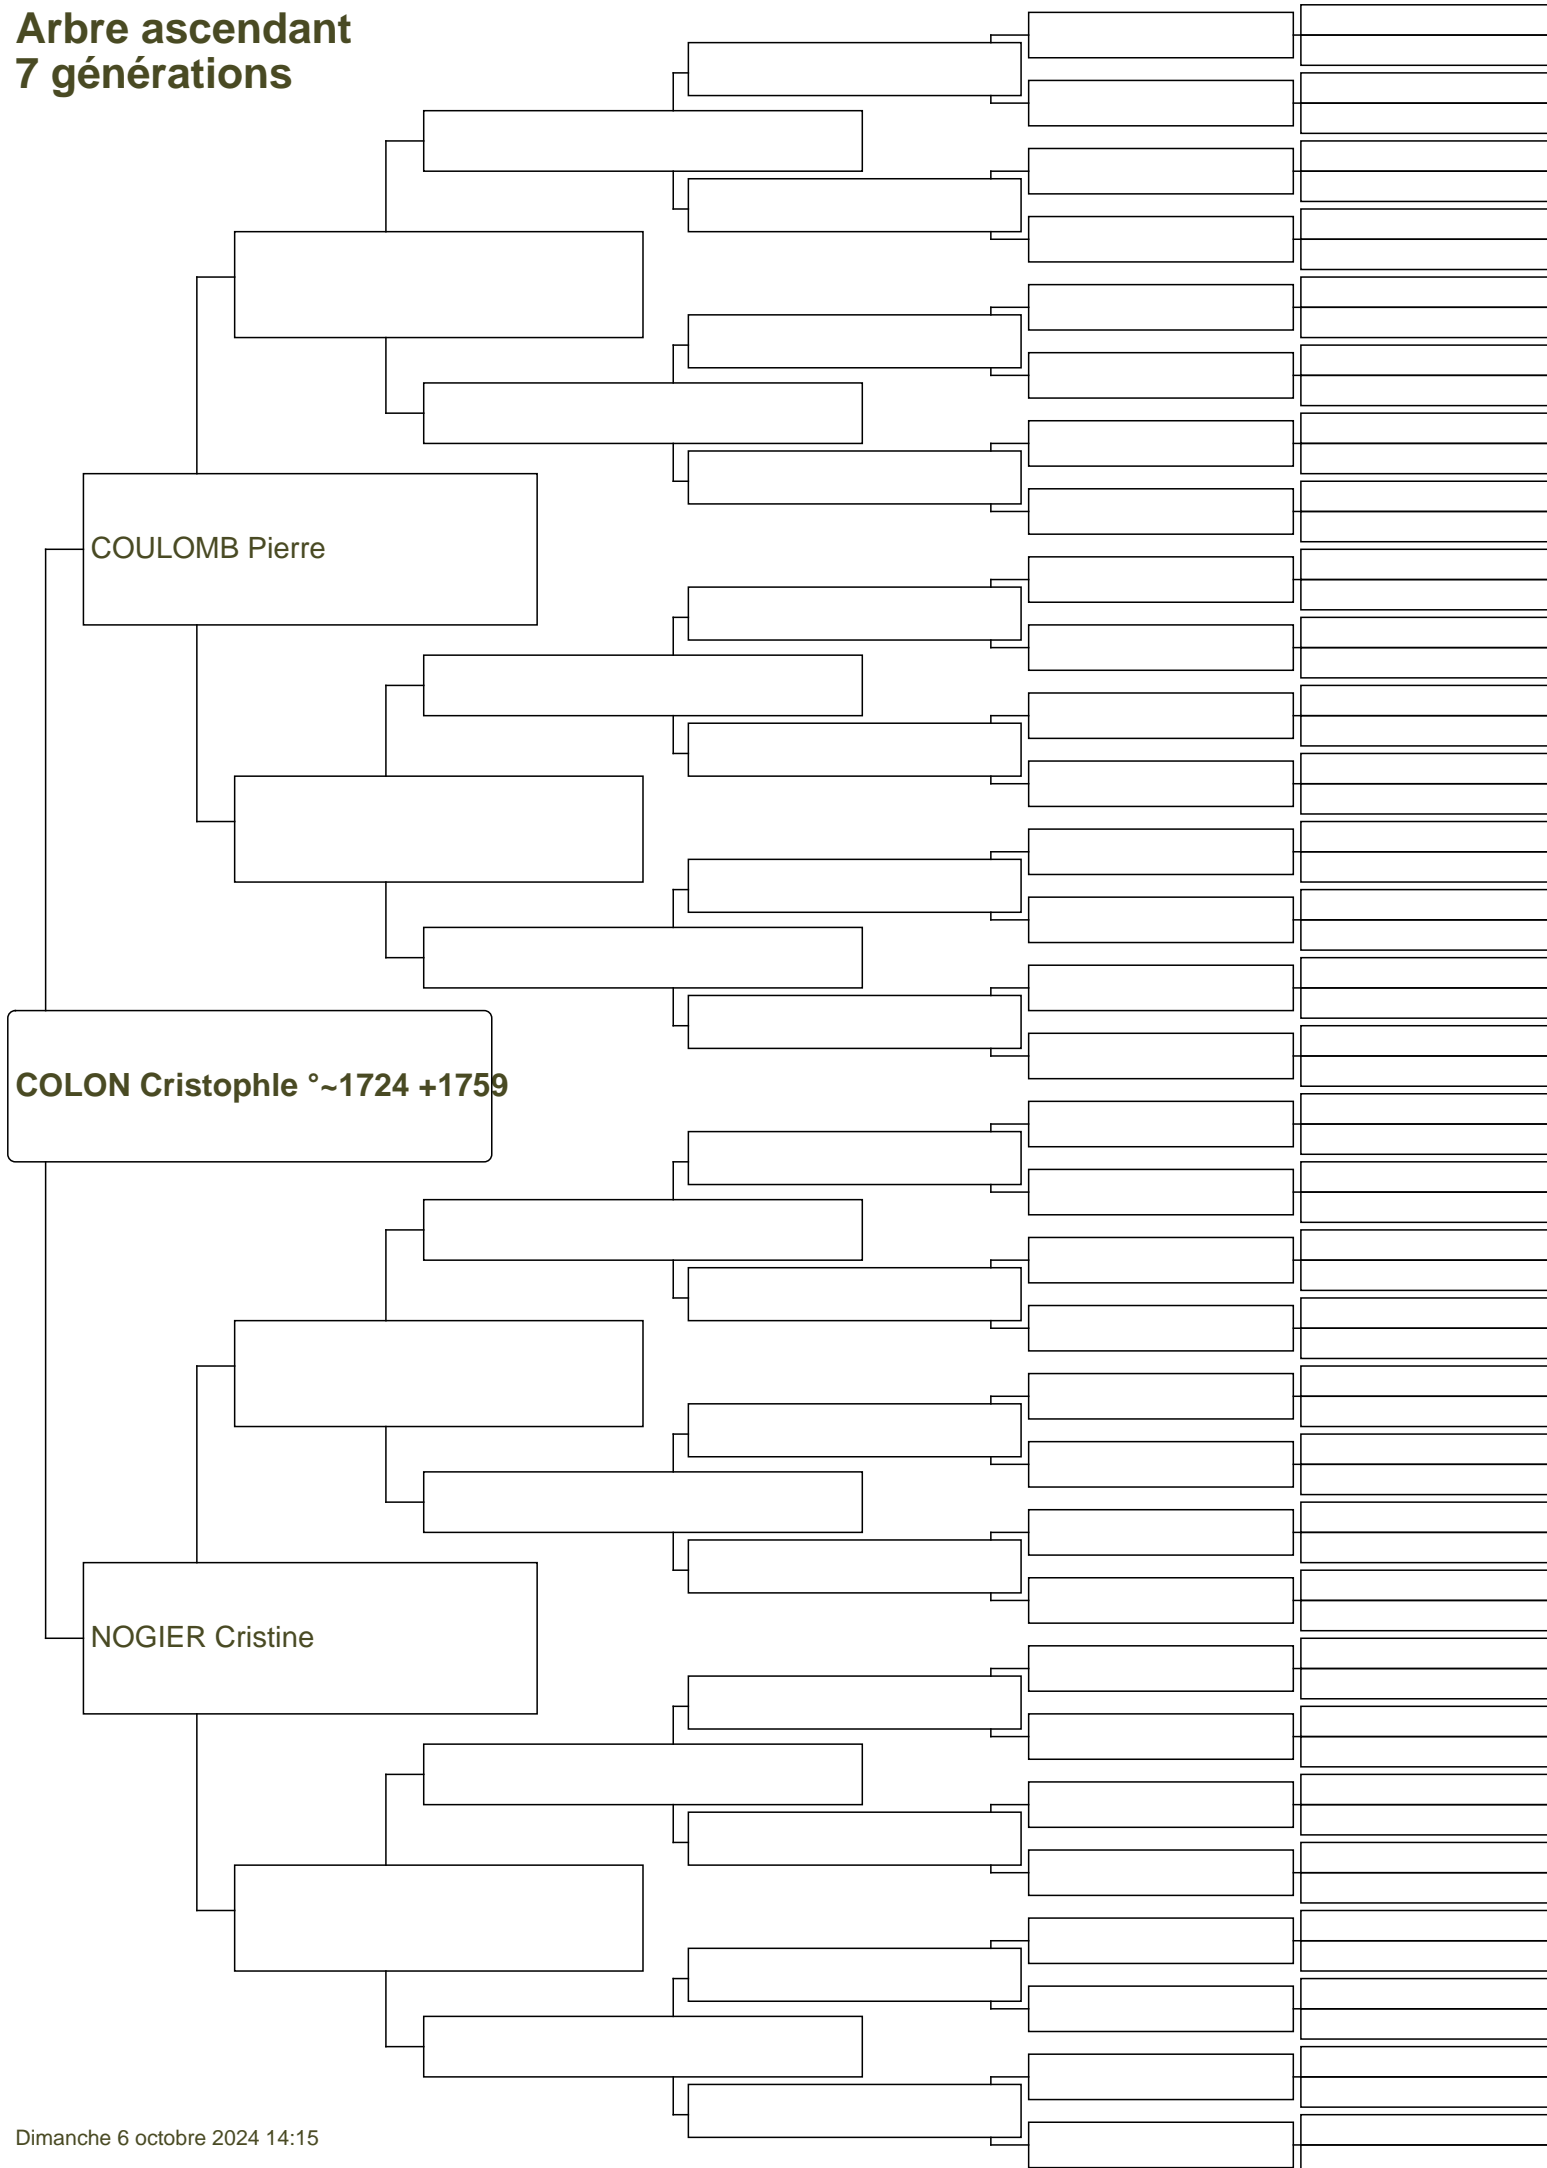 Arbre ascendant
7 générations
COULOMB Pierre
COLON Cristophle °~1724 +1759
NOGIER Cristine
Dimanche 6 octobre 2024 14:15